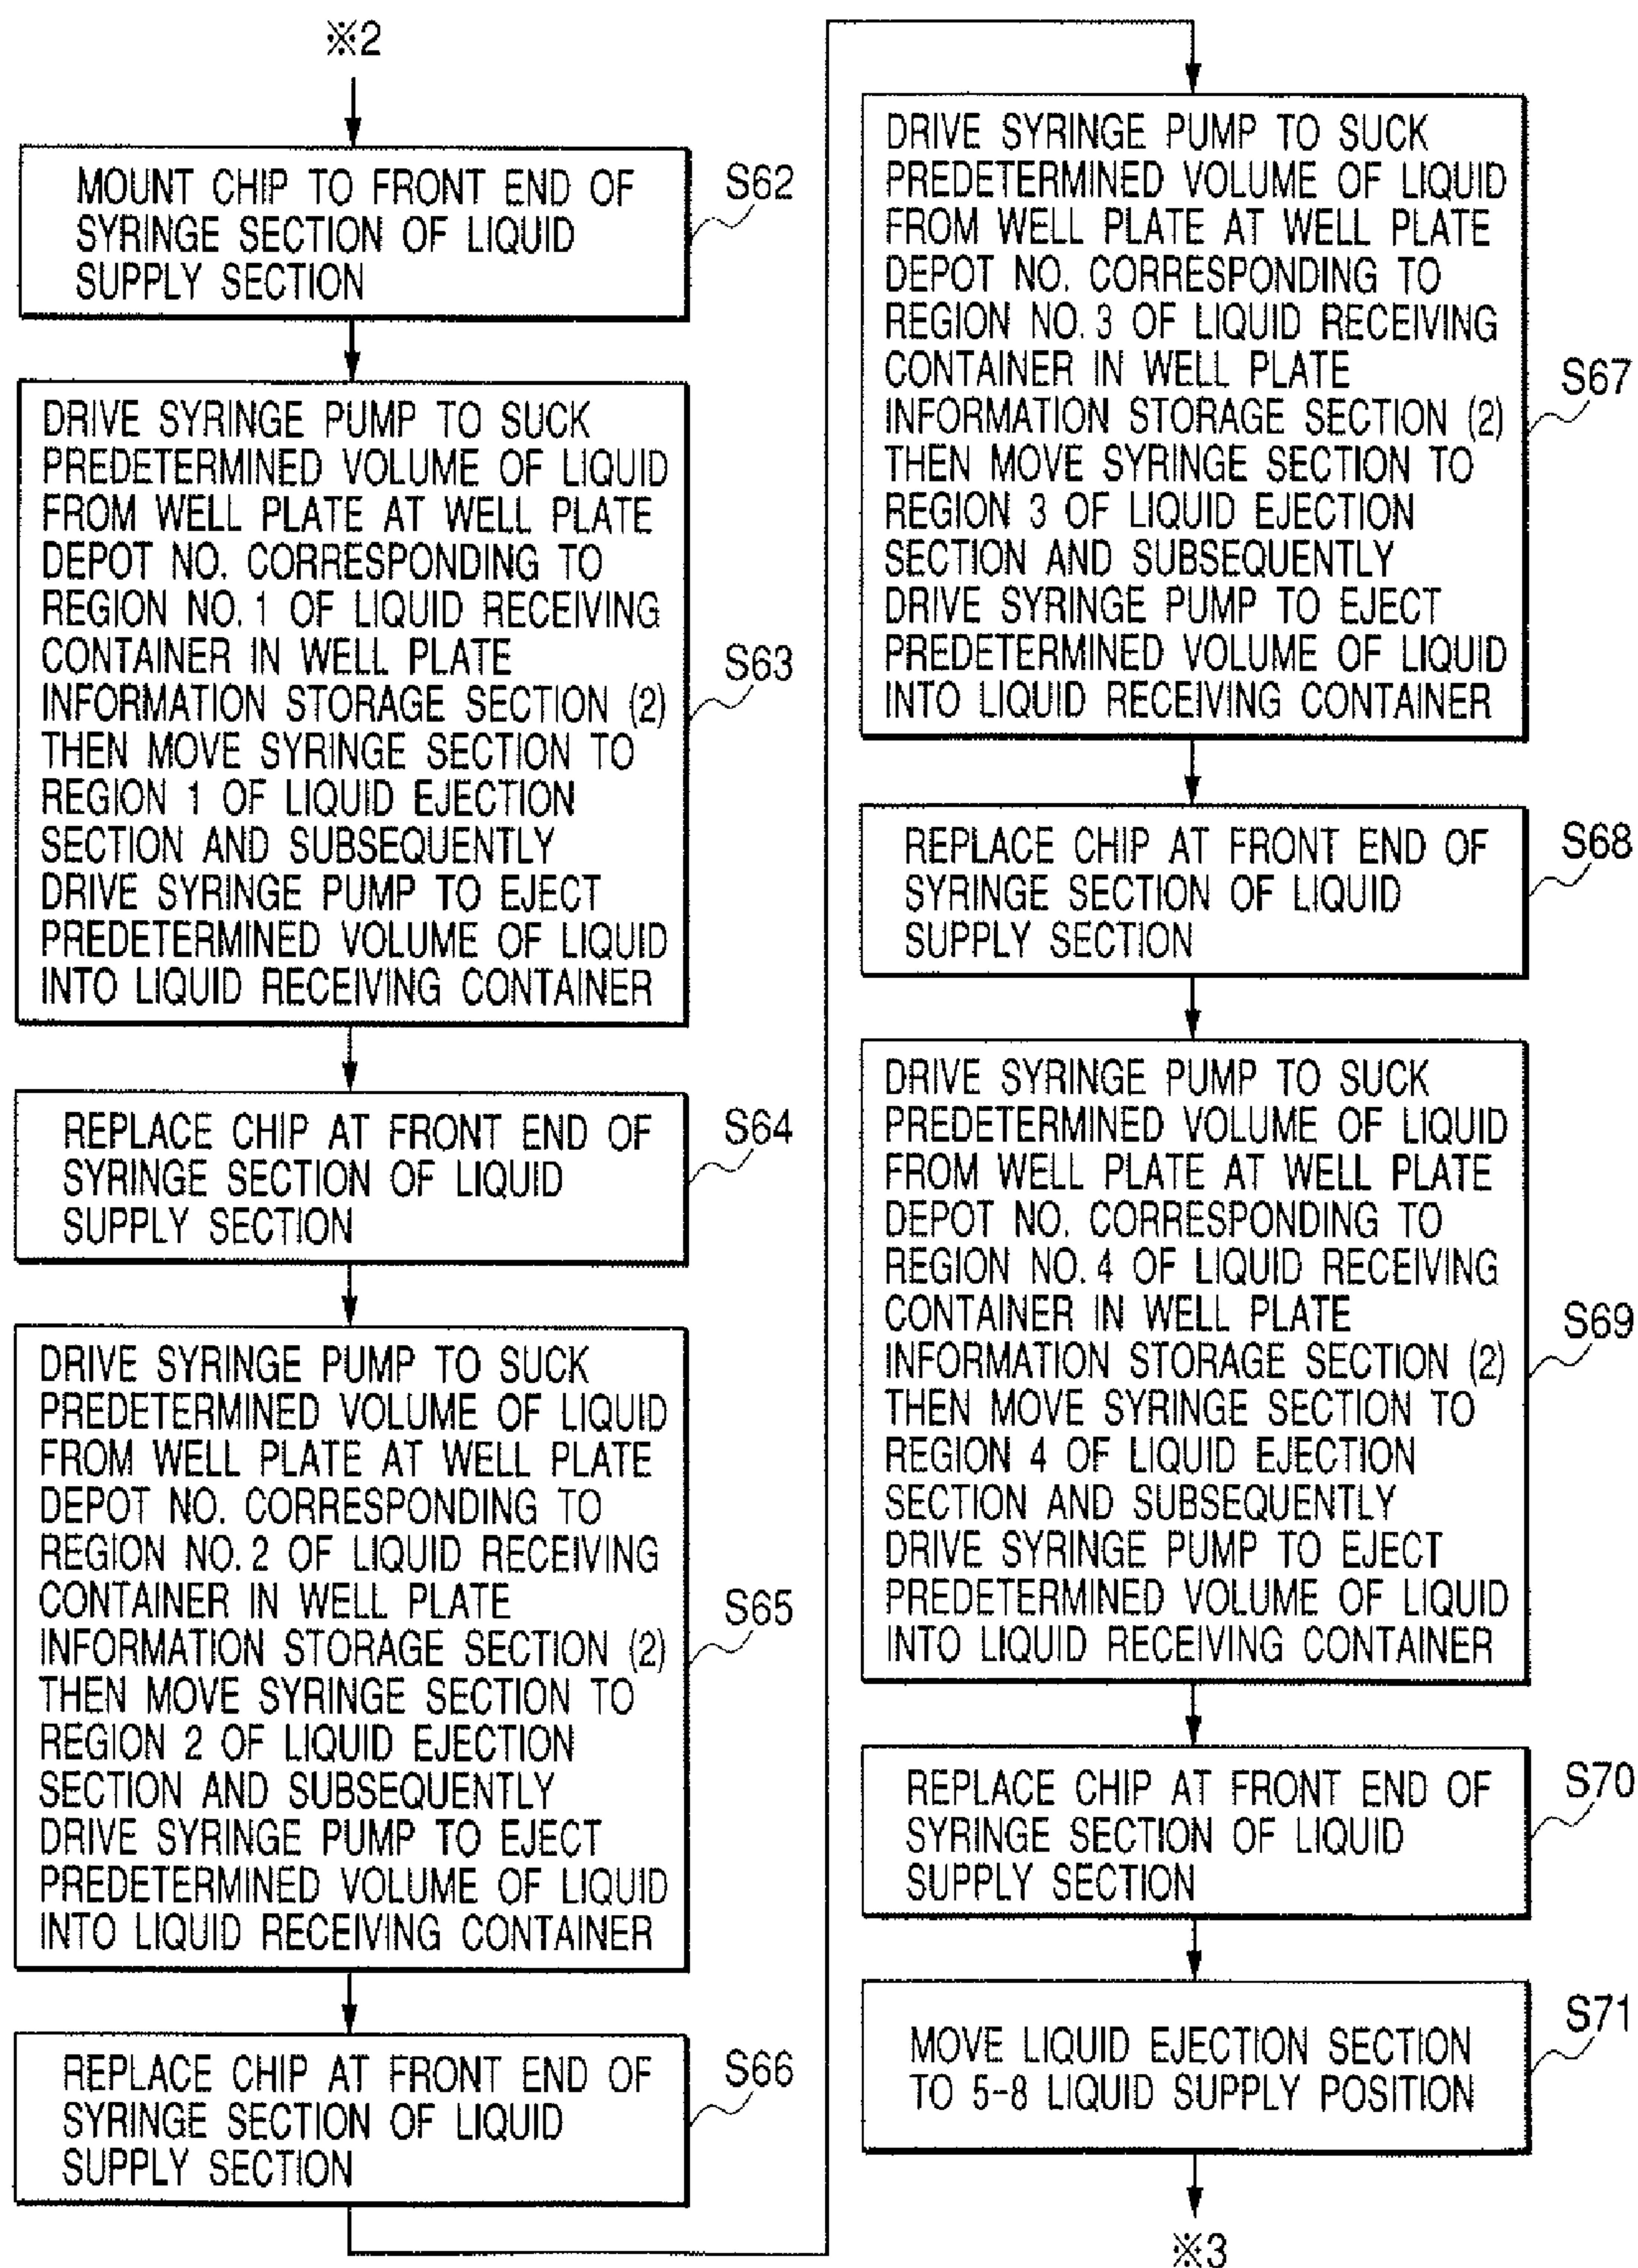 ※2
MOUNT CHIP TO FRONT END OF
SYRINGE SECTION OF LIQUID
SUPPLY SECTION
S62
DRIVE SYRINGE PUMP TO SUCK
PREDETERMINED VOLUME OF LIQUID
FROM WELL PLATE AT WELL PLATE
DEPOT NO. CORRESPONDING TO
REGION NO. 1 OF LIQUID RECEIVING
CONTAINER IN WELL PLATE
INFORMATION STORAGE SECTION (2)
THEN MOVE SYRINGE SECTION TO
REGION 1 OF LIQUID EJECTION
SECTION AND SUBSEQUENTLY
DRIVE SYRINGE PUMP TO EJECT
PREDETERMINED VOLUME OF LIQUID
INTO LIQUID RECEIVING CONTAINER
S63
REPLACE CHIP AT FRONT END OF
SYRINGE SECTION OF LIQUID
SUPPLY SECTION
S64
DRIVE SYRINGE PUMP TO SUCK
PREDETERMINED VOLUME OF LIQUID
FROM WELL PLATE AT WELL PLATE
DEPOT NO. CORRESPONDING TO
REGION NO. 2 OF LIQUID RECEIVING
CONTAINER IN WELL PLATE
INFORMATION STORAGE SECTION (2)
THEN MOVE SYRINGE SECTION TO
REGION 2 OF LIQUID EJECTION
SECTION AND SUBSEQUENTLY
DRIVE SYRINGE PUMP TO EJECT
PREDETERMINED VOLUME OF LIQUID
INTO LIQUID RECEIVING CONTAINER
S65
REPLACE CHIP AT FRONT END OF
SYRINGE SECTION OF LIQUID
SUPPLY SECTION
S66
DRIVE SYRINGE PUMP TO SUCK
PREDETERMINED VOLUME OF LIQUID
FROM WELL PLATE AT WELL PLATE
DEPOT NO. CORRESPONDING TO
REGION NO. 3 OF LIQUID RECEIVING
CONTAINER IN WELL PLATE
INFORMATION STORAGE SECTION (2)
THEN MOVE SYRINGE SECTION TO
REGION 3 OF LIQUID EJECTION
SECTION AND SUBSEQUENTLY
DRIVE SYRINGE PUMP TO EJECT
PREDETERMINED VOLUME OF LIQUID
INTO LIQUID RECEIVING CONTAINER
S67
REPLACE CHIP AT FRONT END OF
SYRINGE SECTION OF LIQUID
SUPPLY SECTION
S68
DRIVE SYRINGE PUMP TO SUCK
PREDETERMINED VOLUME OF LIQUID
FROM WELL PLATE AT WELL PLATE
DEPOT NO. CORRESPONDING TO
REGION NO. 4 OF LIQUID RECEIVING
CONTAINER IN WELL PLATE
INFORMATION STORAGE SECTION (2)
THEN MOVE SYRINGE SECTION TO
REGION 4 OF LIQUID EJECTION
SECTION AND SUBSEQUENTLY
DRIVE SYRINGE PUMP TO EJECT
PREDETERMINED VOLUME OF LIQUID
INTO LIQUID RECEIVING CONTAINER
S69
REPLACE CHIP AT FRONT END OF
SYRINGE SECTION OF LIQUID
SUPPLY SECTION
S70
MOVE LIQUID EJECTION SECTION
TO 5-8 LIQUID SUPPLY POSITION
S71
※3